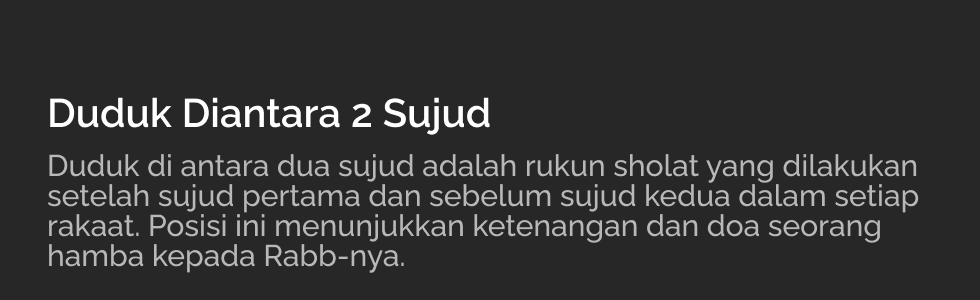 Duduk Diantara 2 Sujud
Duduk di antara dua sujud adalah rukun sholat yang dilakukan
setelah sujud pertama dan sebelum sujud kedua dalam setiap
rakaat. Posisi ini menunjukkan ketenangan dan doa seorang
hamba kepada Rabb-nya.